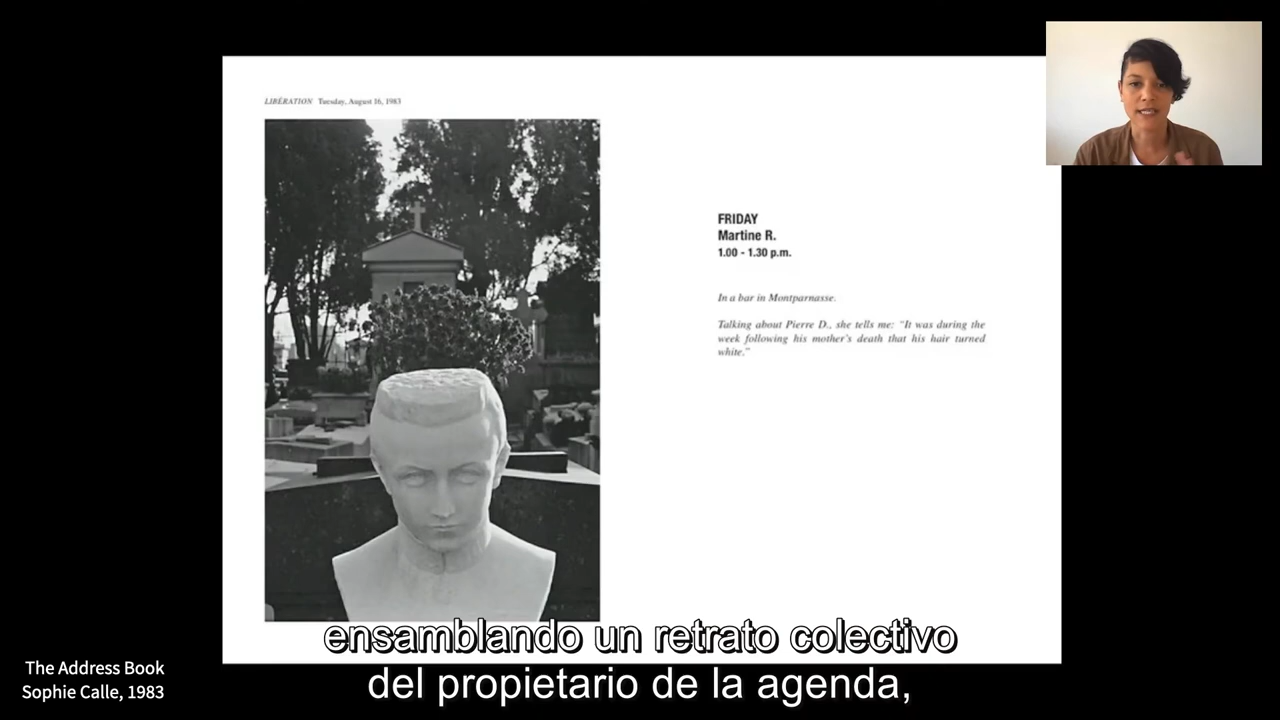 LIBÉRATION Tuesday, August 16, 1983
FRIDAY
Martine R.
1.00 - 1.30 p.m.
In a bar in Montparnasse.
Talking about Pierre D., she tells me: "It was during the
week following his mother's death that his hair turned
white."
ensamblando un retrato colectivo
del propietario de la agenda,
The Address Book
Sophie Calle, 1983